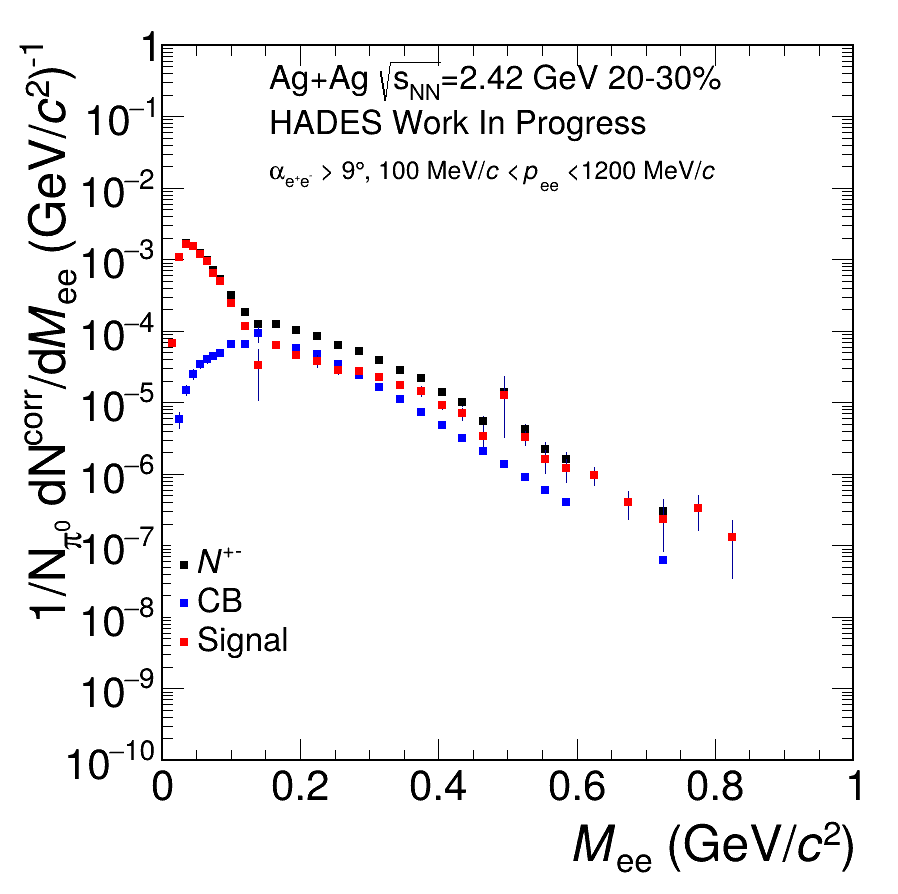 Ag+Ag √s_NN=2.42 GeV 20-30%
HADES Work In Progress
α_e⁺e⁻ > 9°, 100 MeV/c <p_ee <1200 MeV/c
1/N_π⁰ dN^corr/dM_ee (GeV/c²)⁻¹
1
10⁻¹
10⁻²
10⁻³
10⁻⁴
10⁻⁵
10⁻⁶
10⁻⁷
10⁻⁸
10⁻⁹
10⁻¹⁰
N⁺⁻
CB
Signal
0 0.2 0.4 0.6 0.8 1
M_ee (GeV/c²)